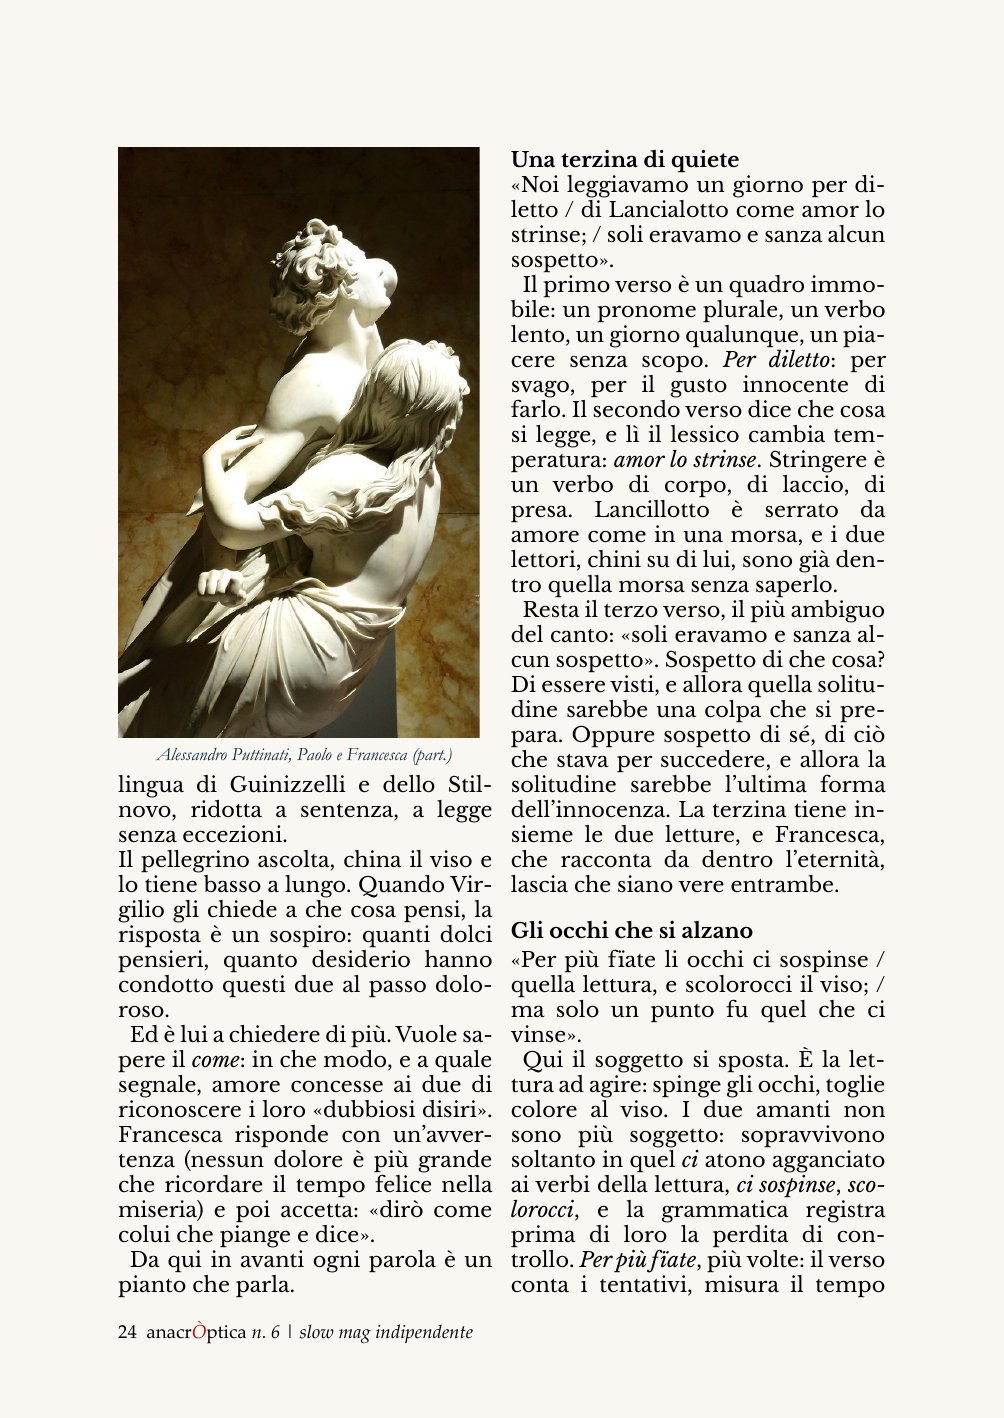 Alessandro Puttinati, Paolo e Francesca (part.)
lingua di Guinizzelli e dello Stil-
novo, ridotta a sentenza, a legge
senza eccezioni.
Il pellegrino ascolta, china il viso e
lo tiene basso a lungo. Quando Vir-
gilio gli chiede a che cosa pensi, la
risposta è un sospiro: quanti dolci
pensieri, quanto desiderio hanno
condotto questi due al passo dolo-
roso.
Ed è lui a chiedere di più. Vuole sa-
pere il come: in che modo, e a quale
segnale, amore concesse ai due di
riconoscere i loro «dubbiosi disiri».
Francesca risponde con un’avver-
tenza (nessun dolore è più grande
che ricordare il tempo felice nella
miseria) e poi accetta: «dirò come
colui che piange e dice».
Da qui in avanti ogni parola è un
pianto che parla.
Una terzina di quiete
«Noi leggiavamo un giorno per di-
letto / di Lancialotto come amor lo
strinse; / soli eravamo e sanza alcun
sospetto».
Il primo verso è un quadro immo-
bile: un pronome plurale, un verbo
lento, un giorno qualunque, un pia-
cere senza scopo. Per diletto: per
svago, per il gusto innocente di
farlo. Il secondo verso dice che cosa
si legge, e lì il lessico cambia tem-
peratura: amor lo strinse. Stringere è
un verbo di corpo, di laccio, di
presa. Lancillotto è serrato da
amore come in una morsa, e i due
lettori, chini su di lui, sono già den-
tro quella morsa senza saperlo.
Resta il terzo verso, il più ambiguo
del canto: «soli eravamo e sanza al-
cun sospetto». Sospetto di che cosa?
Di essere visti, e allora quella solitu-
dine sarebbe una colpa che si pre-
para. Oppure sospetto di sé, di ciò
che stava per succedere, e allora la
solitudine sarebbe l’ultima forma
dell’innocenza. La terzina tiene in-
sieme le due letture, e Francesca,
che racconta da dentro l’eternità,
lascia che siano vere entrambe.
Gli occhi che si alzano
«Per più fïate li occhi ci sospinse /
quella lettura, e scolorocci il viso; /
ma solo un punto fu quel che ci
vinse».
Qui il soggetto si sposta. È la let-
tura ad agire: spinge gli occhi, toglie
colore al viso. I due amanti non
sono più soggetto: sopravvivono
soltanto in quel ci atono agganciato
ai verbi della lettura, ci sospinse, sco-
lorocci, e la grammatica registra
prima di loro la perdita di con-
trollo. Per più fïate, più volte: il verso
conta i tentativi, misura il tempo
24 anacrÒptica n. 6 | slow mag indipendente